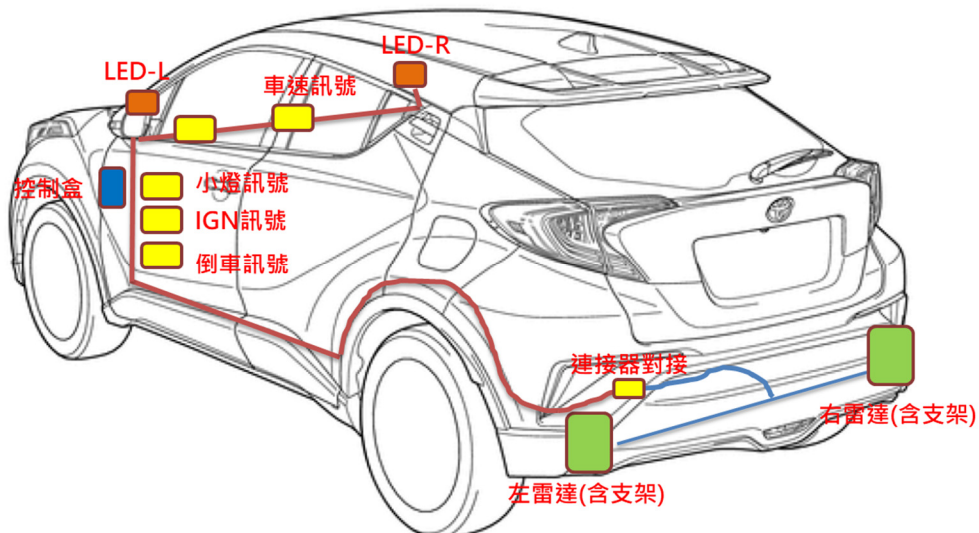 LED-R
LED-L
車速訊號
控制盒
小燈訊號
IGN訊號
倒車訊號
連接器對接
右雷達(含支架)
左雷達(含支架)